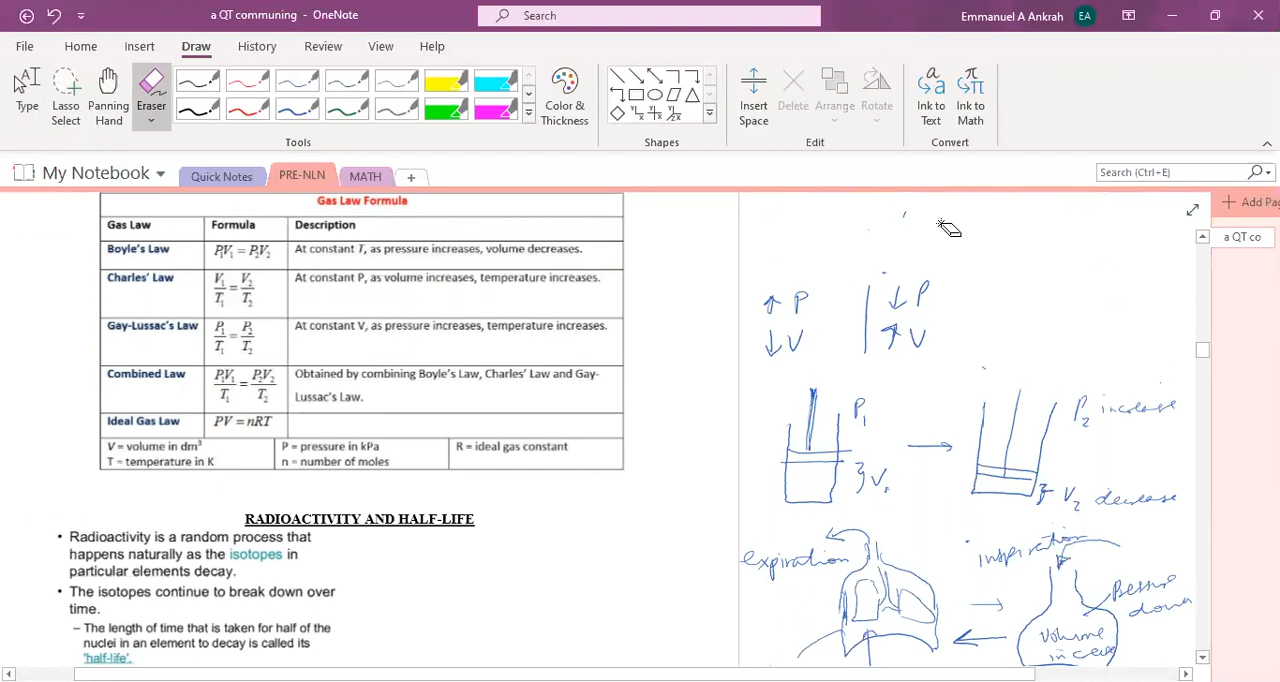 a QT communing - OneNote
Search
Emmanuel A Ankrah
EA
File
Home
Insert
Draw
History
Review
View
Help
Type
Lasso
Select
Panning
Hand
Eraser
Color &
Thickness
Insert
Space
Delete
Arrange
Rotate
Ink to
Text
Ink to
Math
Tools
Shapes
Edit
Convert
My Notebook
Quick Notes
PRE-NLN
MATH
Search (Ctrl+E)
Add Pag
a QT co
Gas Law Formula
Gas Law Formula Description
Boyle's Law P₁V₁ = P₂V₂ At constant T, as pressure increases, volume decreases.
Charles' Law V₁/T₁ = V₂/T₂ At constant P, as volume increases, temperature increases.
Gay-Lussac's Law P₁/T₁ = P₂/T₂ At constant V, as pressure increases, temperature increases.
Combined Law P₁V₁/T₁ = P₂V₂/T₂ Obtained by combining Boyle's Law, Charles' Law and Gay-
Lussac's Law.
Ideal Gas Law PV = nRT
V = volume in dm³ P = pressure in kPa R = ideal gas constant
T = temperature in K n = number of moles
RADIOACTIVITY AND HALF-LIFE
• Radioactivity is a random process that
happens naturally as the isotopes in
particular elements decay.
• The isotopes continue to break down over
time.
– The length of time that is taken for half of the
nuclei in an element to decay is called its
'half-life'.
↑ P ↓ P
↓ V ↑ V
P₁
P₂ increase
V₂ decrease
expiration
inspiration
down
Volume
increase